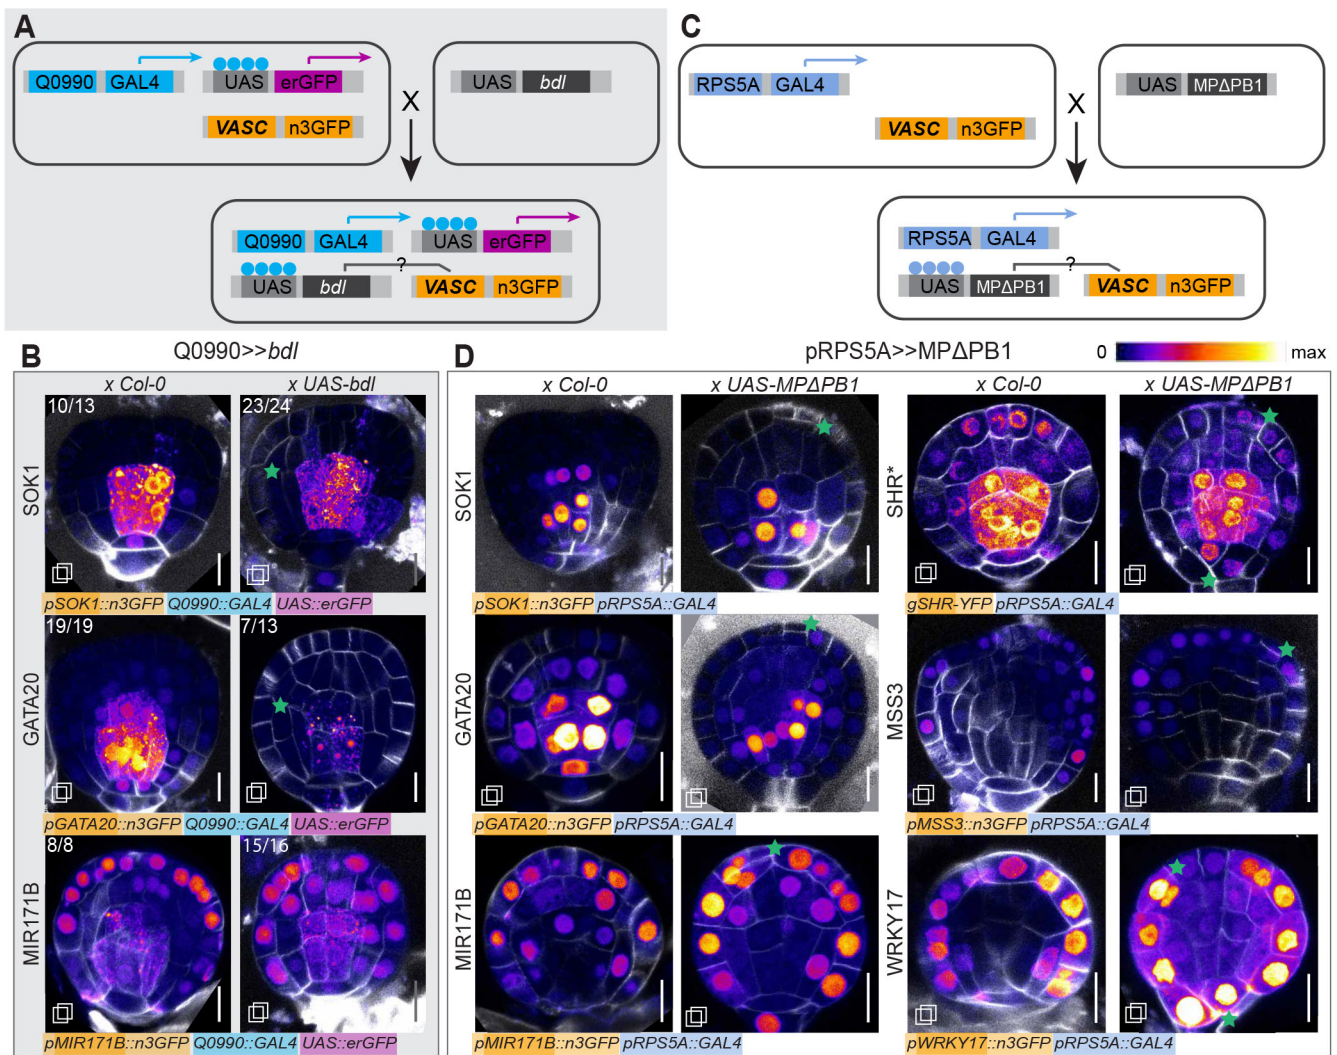 A
Q0990 GAL4 UAS erGFP
VASC n3GFP
X
UAS bdl
Q0990 GAL4 UAS erGFP
?
UAS bdl VASC n3GFP
C
RPS5A GAL4
VASC n3GFP
X
UAS MPΔPB1
RPS5A GAL4
?
UAS MPΔPB1 VASC n3GFP
B
Q0990>>bdl
x Col-0 x UAS-bdl
SOK1
10/13 23/24
pSOK1::n3GFP Q0990::GAL4 UAS::erGFP
GATA20
19/19 7/13
pGATA20::n3GFP Q0990::GAL4 UAS::erGFP
MIR171B
8/8 15/16
pMIR171B::n3GFP Q0990::GAL4 UAS::erGFP
D
pRPS5A>>MPΔPB1
0 max
x Col-0 x UAS-MPΔPB1 x Col-0 x UAS-MPΔPB1
SOK1
pSOK1::n3GFP pRPS5A::GAL4
SHR*
gSHR-YFP pRPS5A::GAL4
GATA20
pGATA20::n3GFP pRPS5A::GAL4
MSS3
pMSS3::n3GFP pRPS5A::GAL4
MIR171B
pMIR171B::n3GFP pRPS5A::GAL4
WRKY17
pWRKY17::n3GFP pRPS5A::GAL4